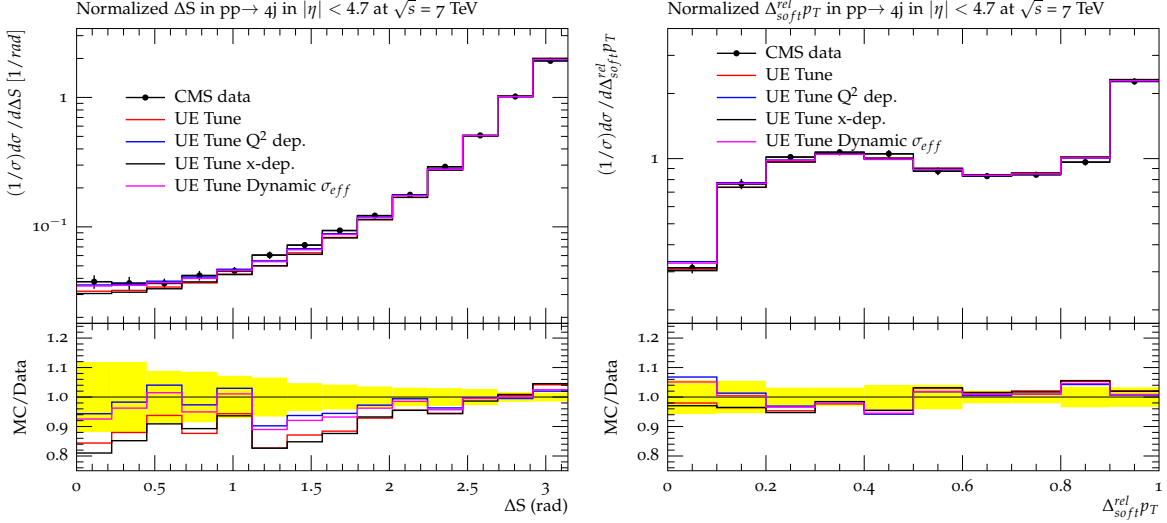 Normalized ΔS in pp→ 4j in |η| < 4.7 at √s = 7 TeV
(1/σ)dσ/dΔS [1/rad]
1
10⁻¹
CMS data
UE Tune
UE Tune Q² dep.
UE Tune x-dep.
UE Tune Dynamic σ_eff
MC/Data
1.2
1.1
1.0
0.9
0.8
0 0.5 1 1.5 2 2.5 3
ΔS (rad)
Normalized Δ^rel_soft p_T in pp→ 4j in |η| < 4.7 at √s = 7 TeV
(1/σ)dσ/dΔ^rel_soft p_T
1
CMS data
UE Tune
UE Tune Q² dep.
UE Tune x-dep.
UE Tune Dynamic σ_eff
MC/Data
1.2
1.1
1.0
0.9
0.8
0 0.2 0.4 0.6 0.8 1
Δ^rel_soft p_T